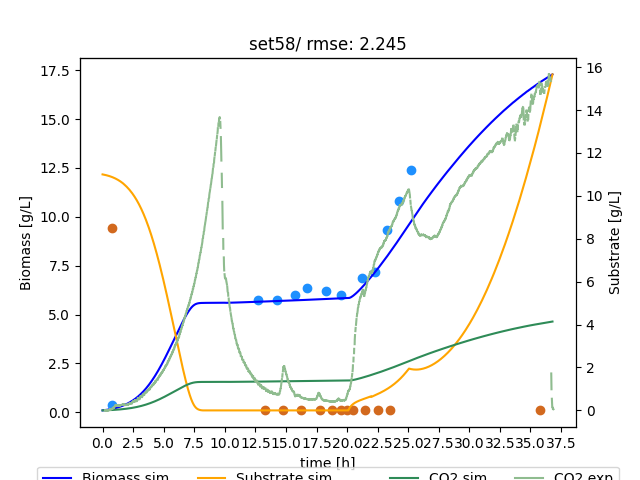 set58/ rmse: 2.245
17.5
15.0
12.5
10.0
7.5
5.0
2.5
0.0
Biomass [g/L]
16
14
12
10
8
6
4
2
0
Substrate [g/L]
0.0 2.5 5.0 7.5 10.0 12.5 15.0 17.5 20.0 22.5 25.0 27.5 30.0 32.5 35.0 37.5
time [h]
Biomass sim Substrate sim CO2 sim CO2 exp